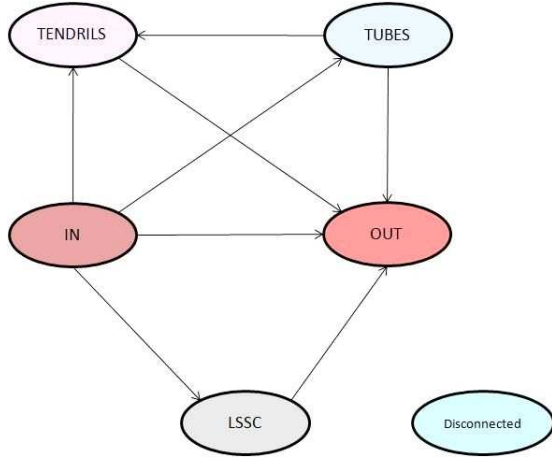 TENDRILS
TUBES
IN
OUT
LSSC
Disconnected